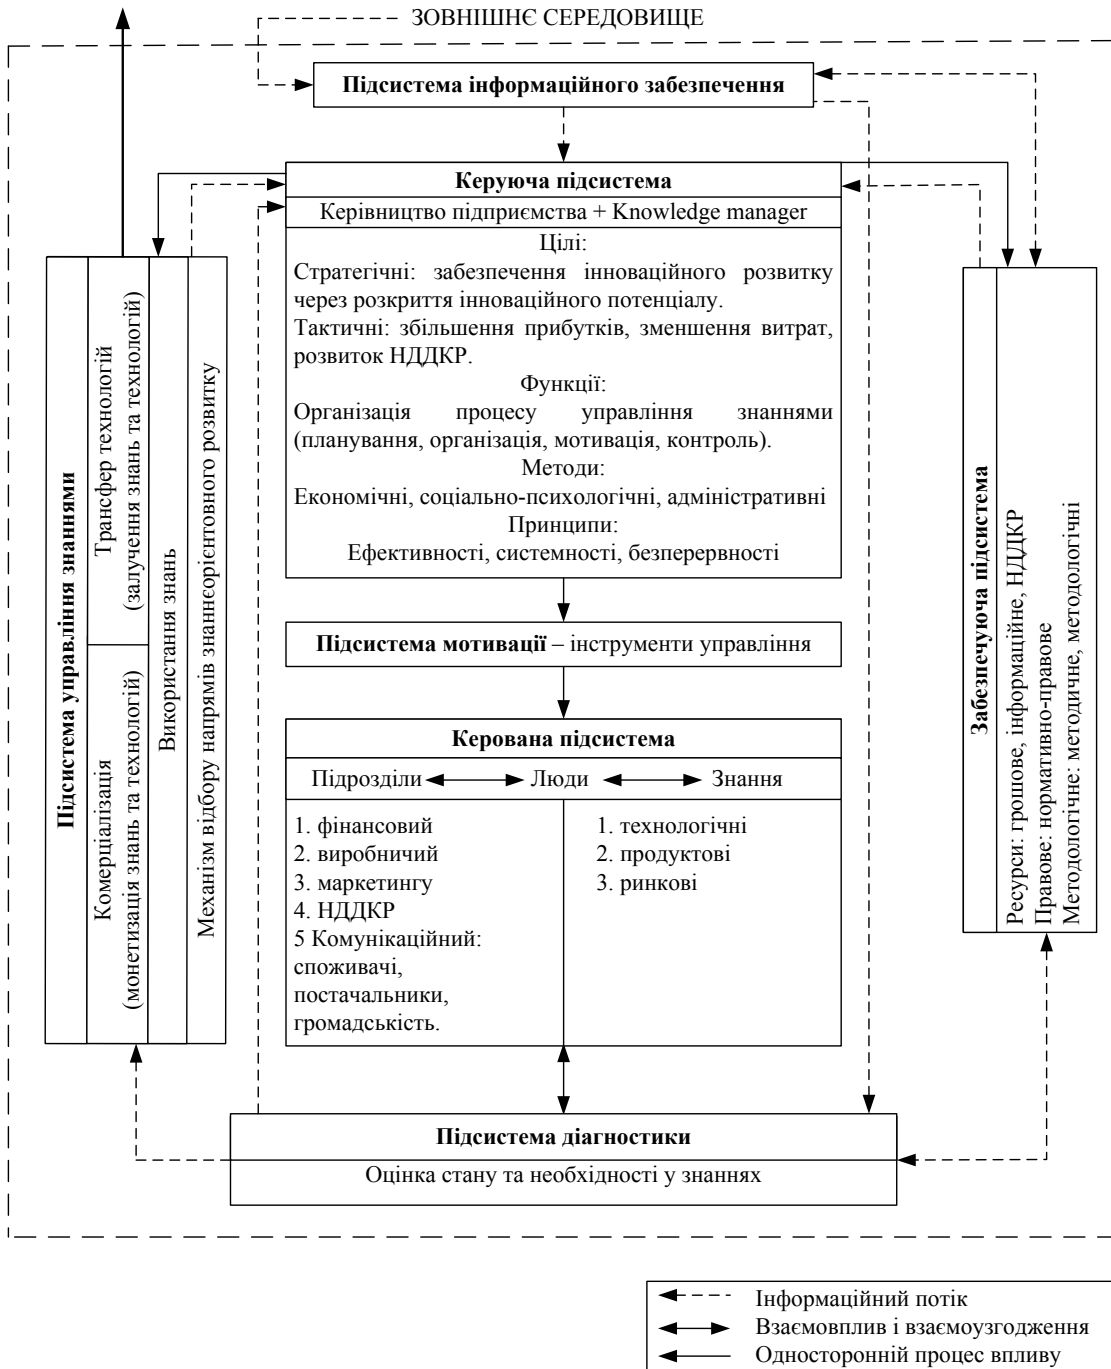 ЗОВНІШНЄ СЕРЕДОВИЩЕ
Підсистема інформаційного забезпечення
Керуюча підсистема
Керівництво підприємства + Knowledge manager
Цілі:
Стратегічні: забезпечення інноваційного розвитку
через розкриття інноваційного потенціалу.
Тактичні: збільшення прибутків, зменшення витрат,
розвиток НДДКР.
Функції:
Організація процесу управління знаннями
(планування, організація, мотивація, контроль).
Методи:
Економічні, соціально-психологічні, адміністративні
Принципи:
Ефективності, системності, безперервності
Підсистема управління знаннями
Трансфер технологій
(залучення знань та технологій)
Комерціалізація
(монетизація знань та технологій)
Використання знань
Механізм відбору напрямів знаннєорієнтовного розвитку
Підсистема мотивації – інструменти управління
Керована підсистема
Підрозділи Люди Знання
1. фінансовий
2. виробничий
3. маркетингу
4. НДДКР
5 Комунікаційний:
споживачі,
постачальники,
громадськість.
1. технологічні
2. продуктові
3. ринкові
Забезпечуюча підсистема
Ресурси: грошове, інформаційне, НДДКР
Правове: нормативно-правове
Методологічне: методичне, методологічні
Підсистема діагностики
Оцінка стану та необхідності у знаннях
Інформаційний потік
Взаємовплив і взаємоузгодження
Односторонній процес впливу